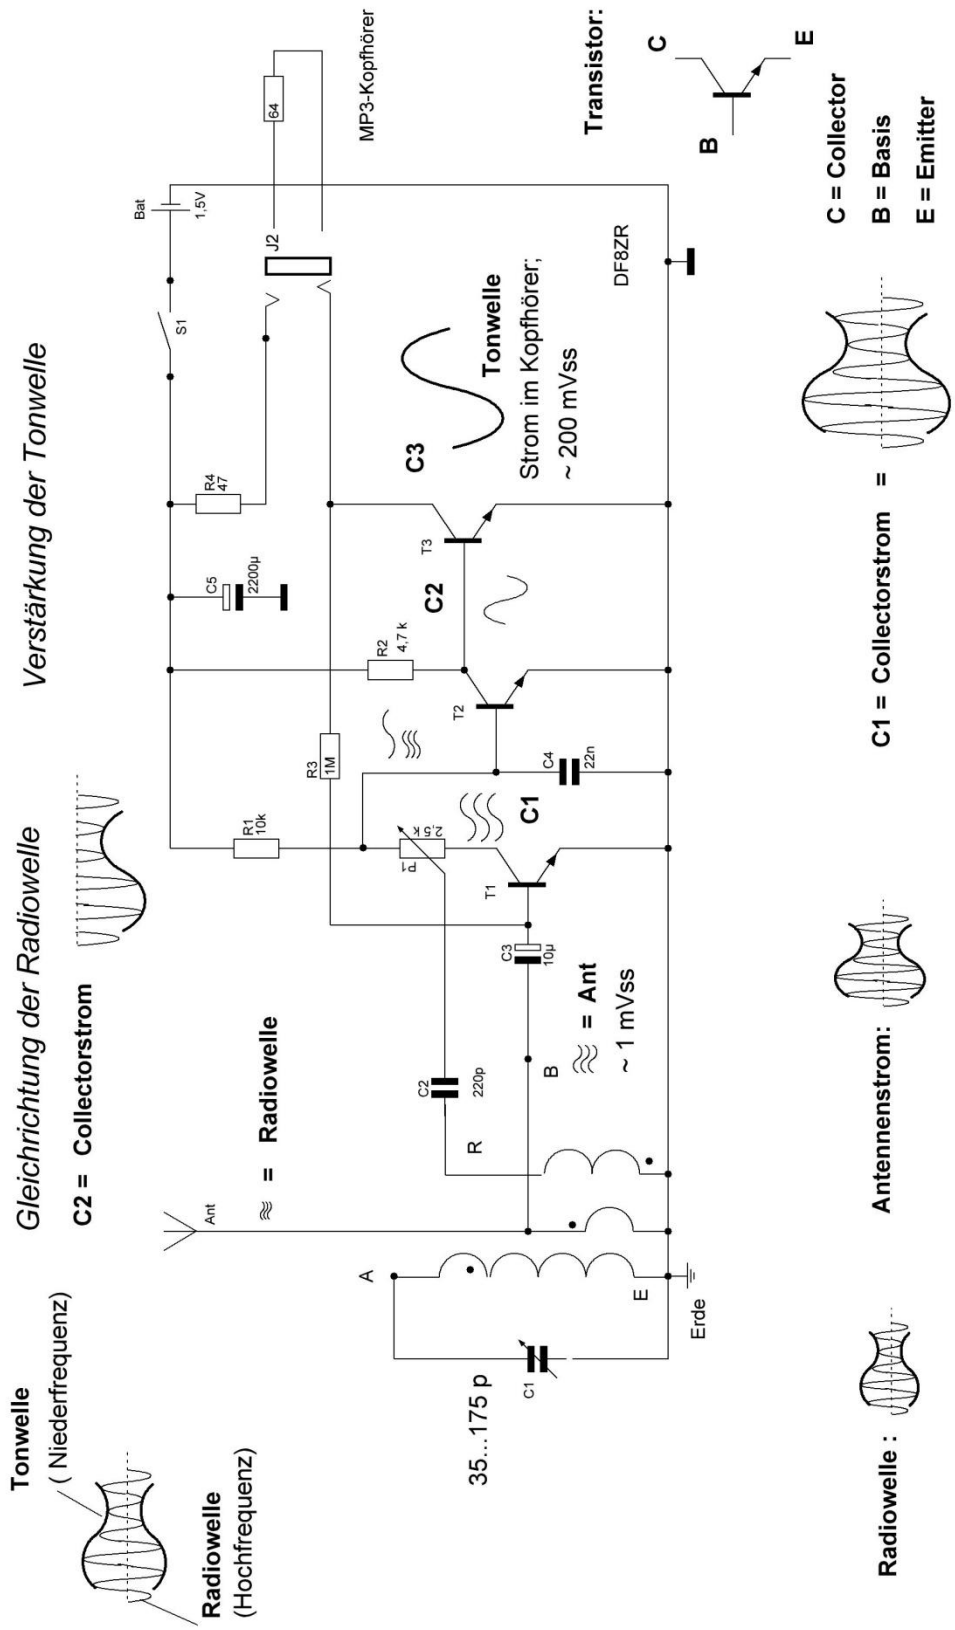 Tonwelle
( Niederfrequenz)
Radiowelle
(Hochfrequenz)
Gleichrichtung der Radiowelle
C2 = Collectorstrom
Verstärkung der Tonwelle
≈ = Radiowelle
Ant
A
E
Erde
C1
35...175 p
R
C2
220p
B
= Ant
~ 1 mVss
C3
10µ
R1
10k
P1
2,5 k
T1
C1
R3
1M
C4
22n
T2
R2
4,7 k
C2
C5
2200µ
R4
47
T3
C3
Tonwelle
Strom im Kopfhörer;
~ 200 mVss
S1
Bat
1,5V
J2
64
MP3-Kopfhörer
DF8ZR
Transistor:
C
B
E
C = Collector
B = Basis
E = Emitter
Radiowelle :
Antennenstrom:
C1 = Collectorstrom =